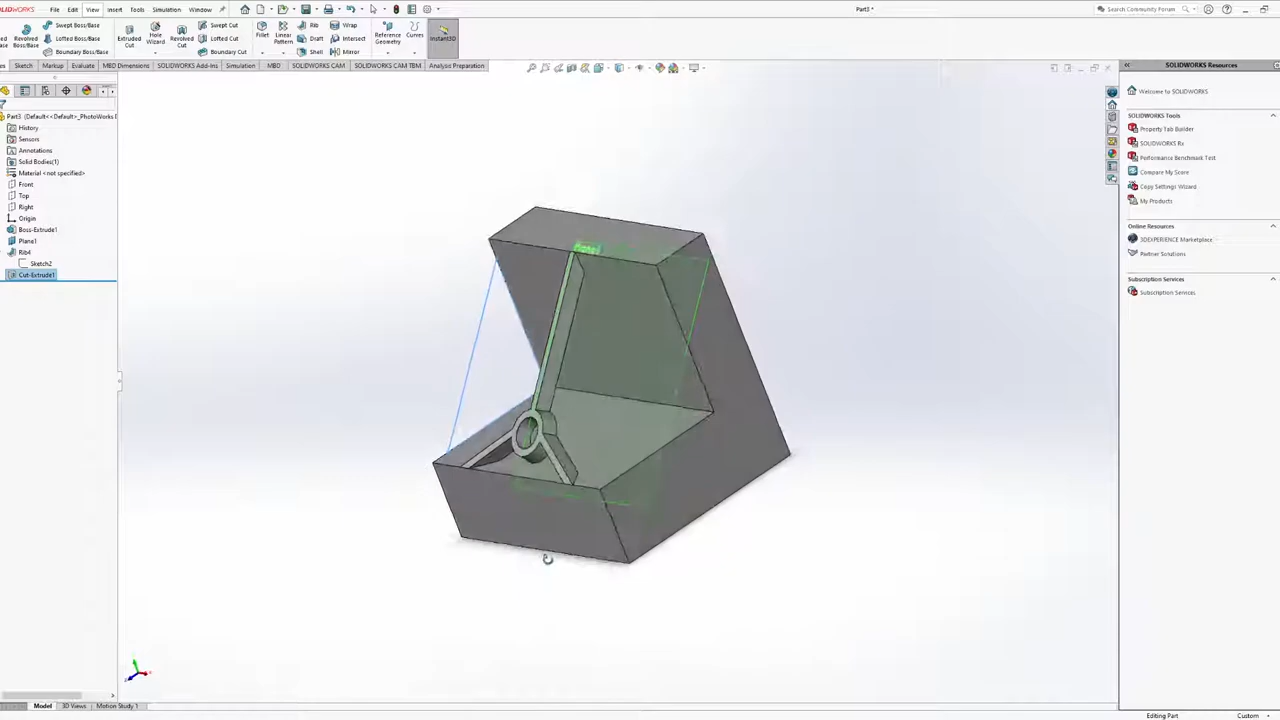 SOLIDWORKS File Edit View Insert Tools Simulation Window Part3 * Search Community Forum
Swept Boss/Base Rib Wrap
Revolved Boss/Base Lofted Boss/Base Extruded Cut Hole Wizard Revolved Cut Swept Cut Lofted Cut Fillet Linear Pattern Draft Intersect Reference Geometry Curves Instant3D
Boundary Boss/Base Boundary Cut Shell Mirror
Sketch Markup Evaluate MBD Dimensions SOLIDWORKS Add-Ins Simulation MBD SOLIDWORKS CAM SOLIDWORKS CAM TBM Analysis Preparation
SOLIDWORKS Resources
Welcome to SOLIDWORKS
SOLIDWORKS Tools
Property Tab Builder
SOLIDWORKS Rx
Performance Benchmark Test
Compare My Score
Copy Settings Wizard
My Products
Online Resources
3DEXPERIENCE Marketplace
Partner Solutions
Subscription Services
Subscription Services
Part3 (Default<<Default>_PhotoWorks
History
Sensors
Annotations
Solid Bodies(1)
Material <not specified>
Front
Top
Right
Origin
Boss-Extrude1
Plane1
Rib4
Sketch2
Cut-Extrude1
Model 3D Views Motion Study 1
Editing Part Custom